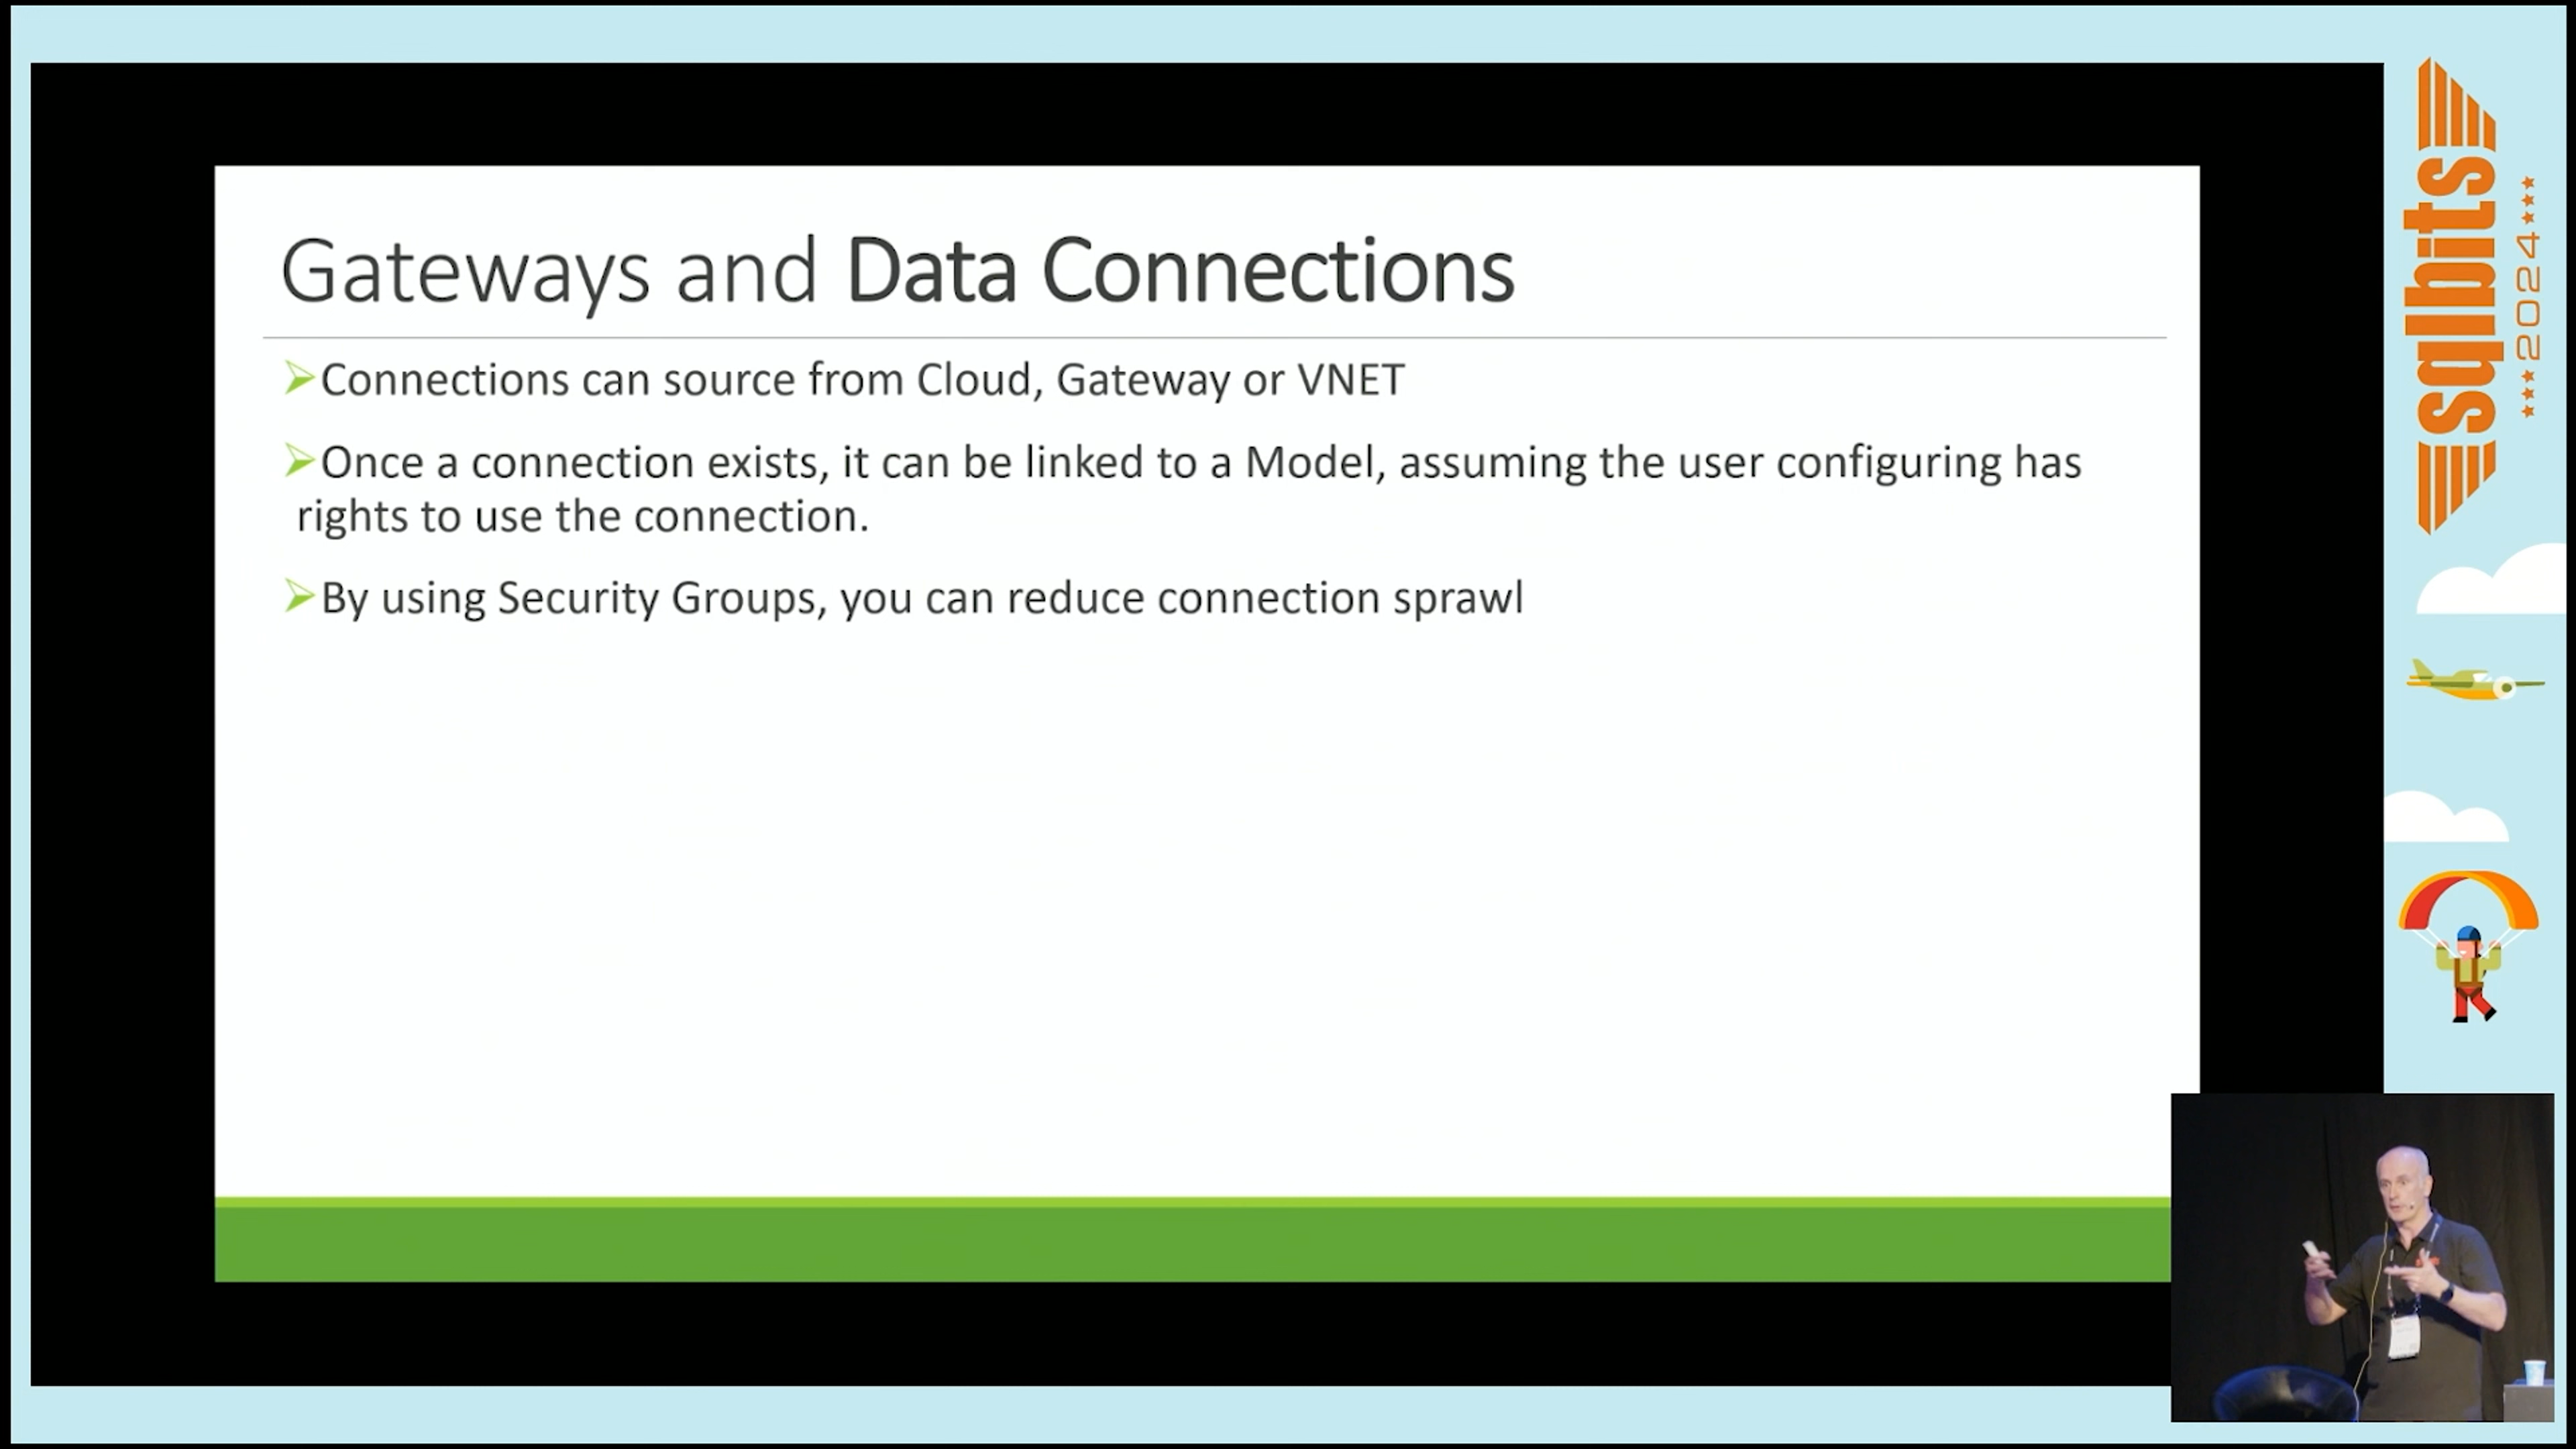 Gateways and Data Connections
Connections can source from Cloud, Gateway or VNET
Once a connection exists, it can be linked to a Model, assuming the user configuring has
rights to use the connection.
By using Security Groups, you can reduce connection sprawl
sqlbits
2024